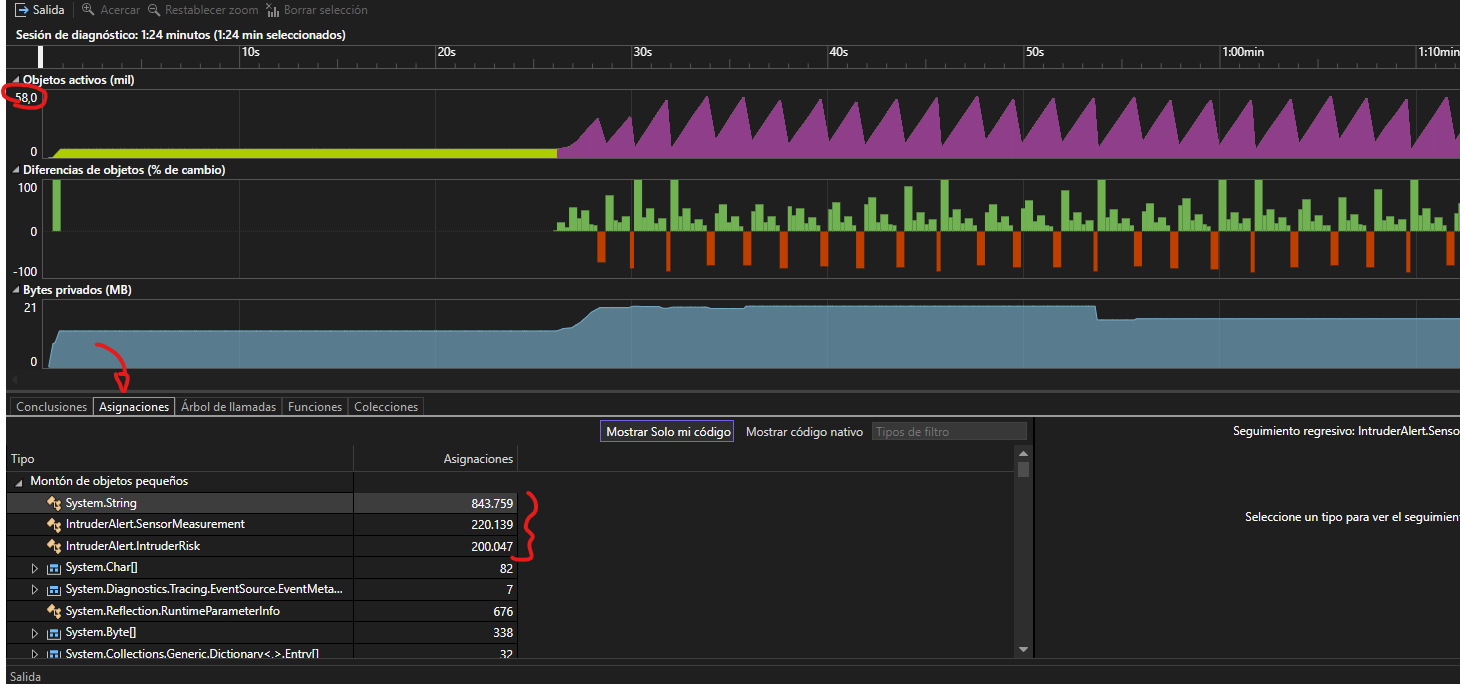 Salida Acercar Restablecer zoom Borrar selección
Sesión de diagnóstico: 1:24 minutos (1:24 min seleccionados)
10s 20s 30s 40s 50s 1:00min 1:10min
Objetos activos (mil)
58,0
0
Diferencias de objetos (% de cambio)
100
0
-100
Bytes privados (MB)
21
0
Conclusiones Asignaciones Árbol de llamadas Funciones Colecciones
Mostrar Solo mi código Mostrar código nativo Tipos de filtro Seguimiento regresivo: IntruderAlert.Senso
Tipo Asignaciones
Montón de objetos pequeños
System.String 843.759
Seleccione un tipo para ver el seguimien
IntruderAlert.SensorMeasurement 220.139
IntruderAlert.IntruderRisk 200.047
System.Char[] 82
System.Diagnostics.Tracing.EventSource.EventMeta... 7
System.Reflection.RuntimeParameterInfo 676
System.Byte[] 338
System.Collections.Generic.Dictionary<,>.Entry[] 32
Salida